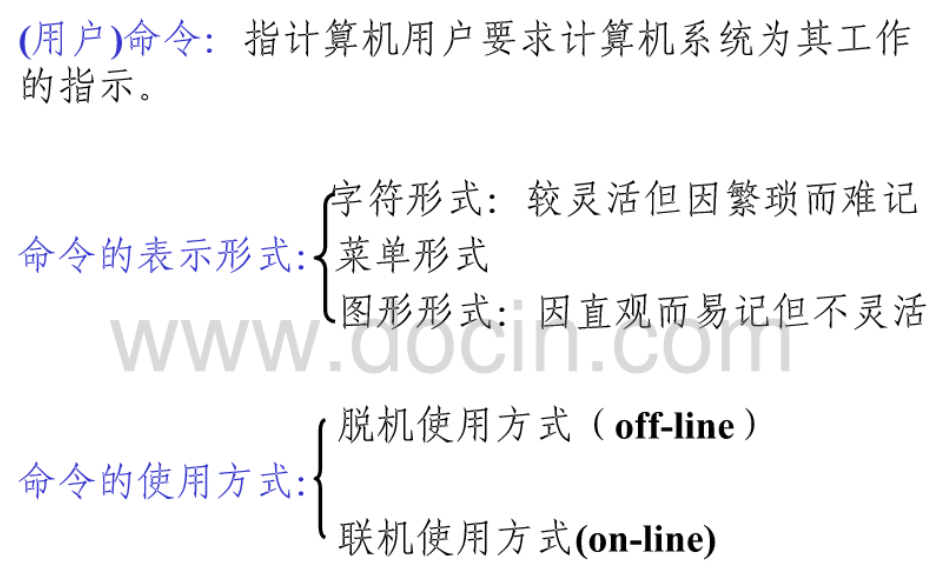 (用户)命令：指计算机用户要求计算机系统为其工作
的指示。
字符形式：较灵活但因繁琐而难记
命令的表示形式:菜单形式
图形形式：因直观而易记但不灵活
www.docin.com
脱机使用方式（off-line）
命令的使用方式:
联机使用方式(on-line)